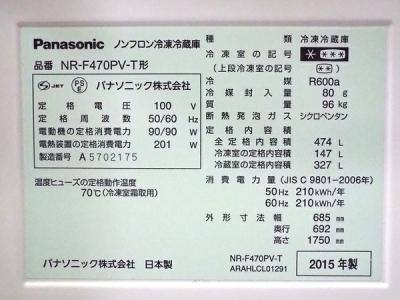 Panasonic ノンフロン冷凍冷蔵庫
品番 NR-F470PV-T形
JET PSE パナソニック株式会社
定格電圧 100 V
定格周波数 50/60 Hz
電動機の定格消費電力 90/90 W
電熱装置の定格消費電力 201 W
製造番号 A 5702175
温度ヒューズの定格動作温度
70℃(冷凍室霜取用)
種類 冷凍冷蔵庫
冷凍室の記号 * ***
(上段冷凍室の記号 **)
冷媒 R600a
冷媒封入量 80 g
質量 96 kg
断熱発泡ガス シクロペンタン
定格内容積
全定格内容積 474 L
冷凍室の定格内容積 147 L
冷蔵室の定格内容積 327 L
消費電力量 (JIS C 9801-2006年)
50Hz 210kWh/年
60Hz 210kWh/年
外形寸法 幅 685 mm
奥行 692 mm
高さ 1750 mm
パナソニック株式会社 日本製
NR-F470PV-T
ARAHLCL01291
2015年製